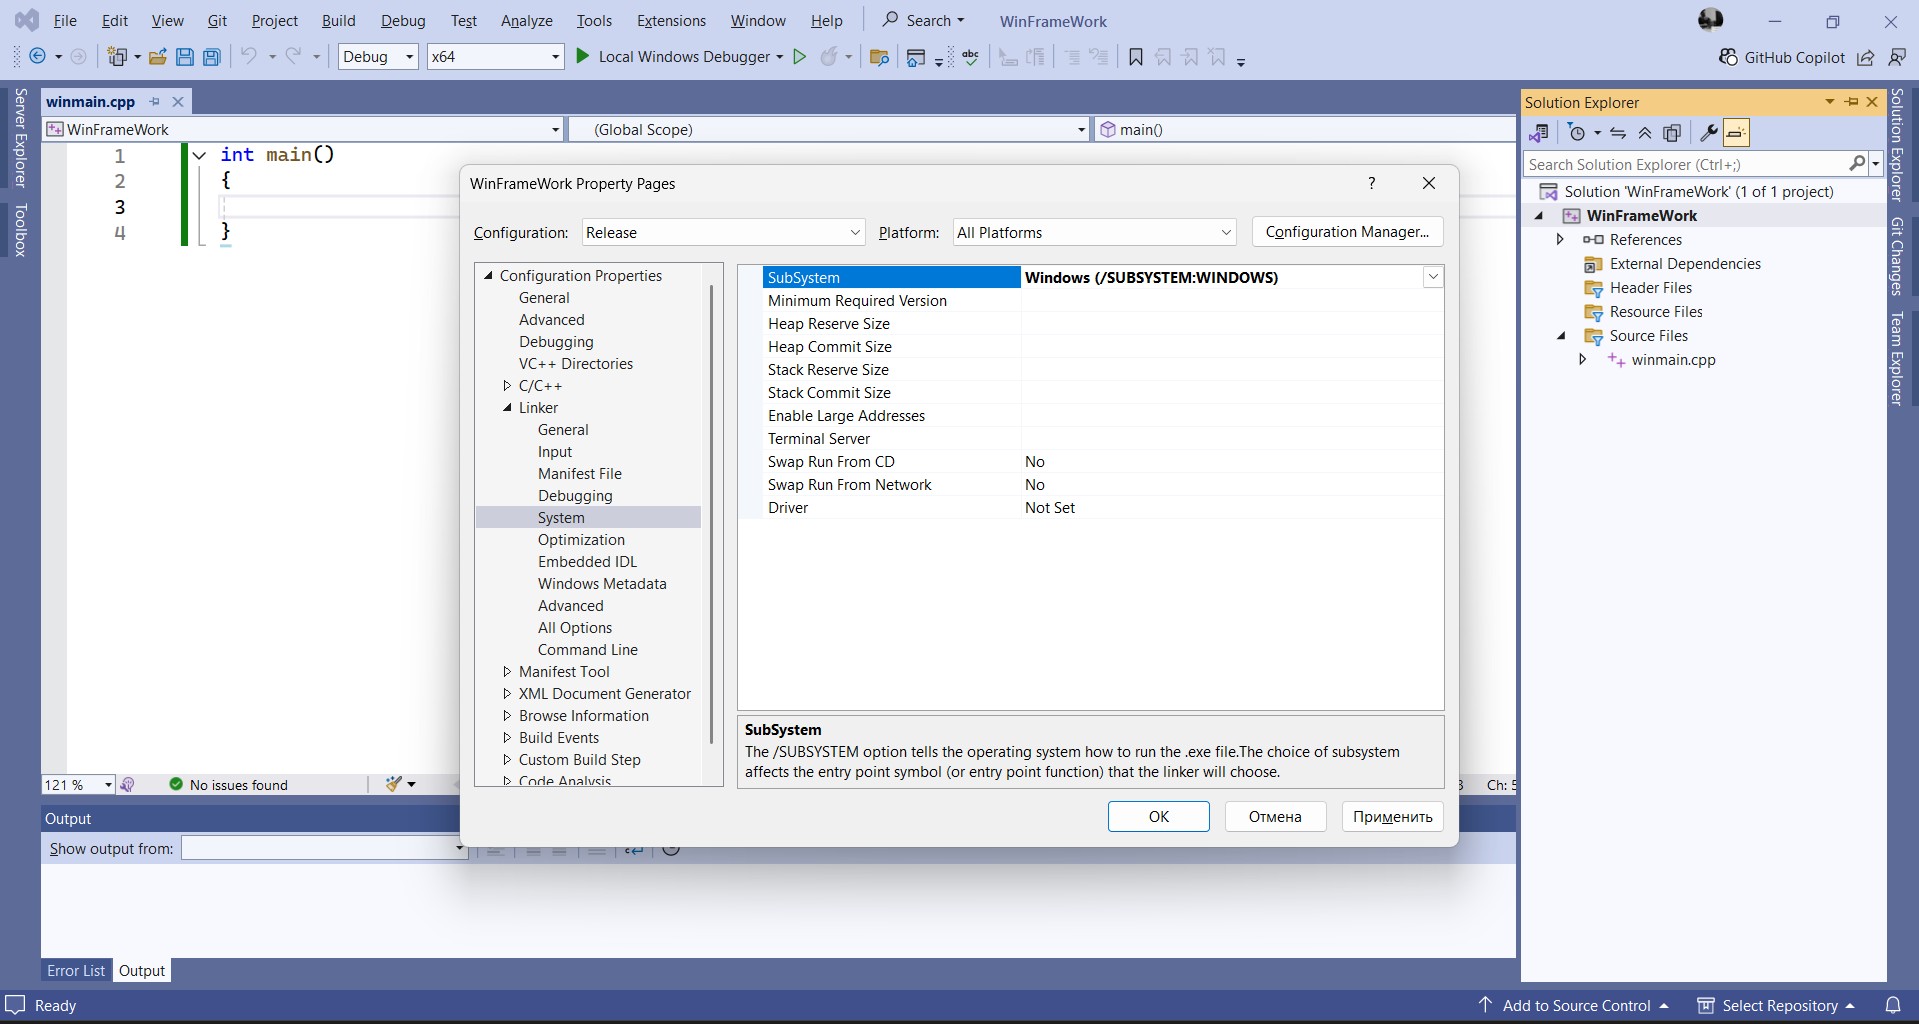 File Edit View Git Project Build Debug Test Analyze Tools Extensions Window Help Search WinFrameWork
Debug x64 Local Windows Debugger abc GitHub Copilot
Server Explorer
Toolbox
winmain.cpp
WinFrameWork (Global Scope) main()
1 int main()
2 {
3
4 }
121 % No issues found
Ch:
WinFrameWork Property Pages ?
Configuration: Release Platform: All Platforms Configuration Manager...
Configuration Properties
General
Advanced
Debugging
VC++ Directories
C/C++
Linker
General
Input
Manifest File
Debugging
System
Optimization
Embedded IDL
Windows Metadata
Advanced
All Options
Command Line
Manifest Tool
XML Document Generator
Browse Information
Build Events
Custom Build Step
Code Analysis
SubSystem Windows (/SUBSYSTEM:WINDOWS)
Minimum Required Version
Heap Reserve Size
Heap Commit Size
Stack Reserve Size
Stack Commit Size
Enable Large Addresses
Terminal Server
Swap Run From CD No
Swap Run From Network No
Driver Not Set
SubSystem
The /SUBSYSTEM option tells the operating system how to run the .exe file.The choice of subsystem
affects the entry point symbol (or entry point function) that the linker will choose.
OK Отмена Применить
Solution Explorer
Search Solution Explorer (Ctrl+;)
Solution 'WinFrameWork' (1 of 1 project)
WinFrameWork
References
External Dependencies
Header Files
Resource Files
Source Files
winmain.cpp
Solution Explorer
Git Changes
Team Explorer
Output
Show output from:
Error List Output
Ready Add to Source Control Select Repository